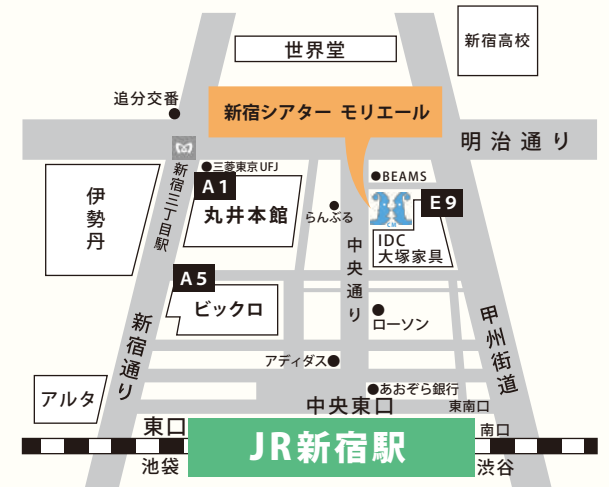 新宿高校
世界堂
追分交番
新宿シアター モリエール
明治通り
三菱東京UFJ
新宿三丁目駅
A1
丸井本館
伊勢丹
BEAMS
E9
らんぶる
IDC
大塚家具
中央通り
A5
ビックロ
ローソン
甲州街道
新宿通り
アディダス
あおぞら銀行
アルタ
中央東口
東南口
東口
南口
JR新宿駅
池袋
渋谷